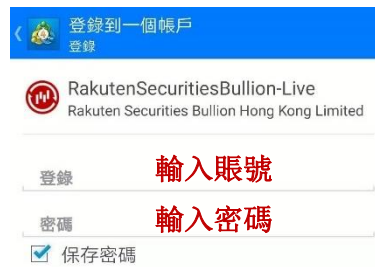 登錄到一個帳戶
登錄
RakutenSecuritiesBullion-Live
Rakuten Securities Bullion Hong Kong Limited
登錄 輸入賬號
密碼 輸入密碼
保存密碼